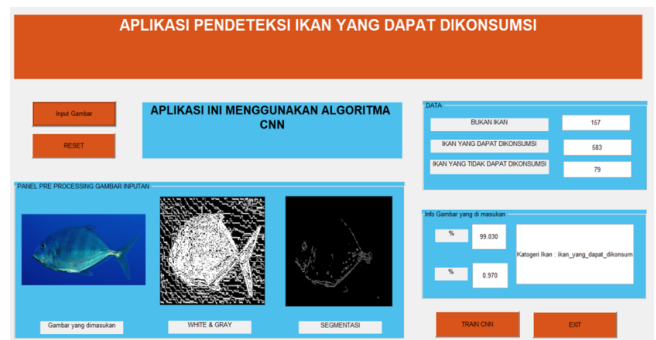 APLIKASI PENDETEKSI IKAN YANG DAPAT DIKONSUMSI
Input Gambar
RESET
APLIKASI INI MENGGUNAKAN ALGORITMA
CNN
DATA
BUKAN IKAN
157
IKAN YANG DAPAT DIKONSUMSI
583
IKAN YANG TIDAK DAPAT DIKONSUMSI
79
PANEL PRE PROCESSING GAMBAR INPUTAN
Gambar yang dimasukan
WHITE & GRAY
SEGMENTASI
Info Gambar yang di masukan
%
99.030
%
0.970
Katogeri Ikan : ikan_yang_dapat_dikonsum
TRAIN CNN
EXIT